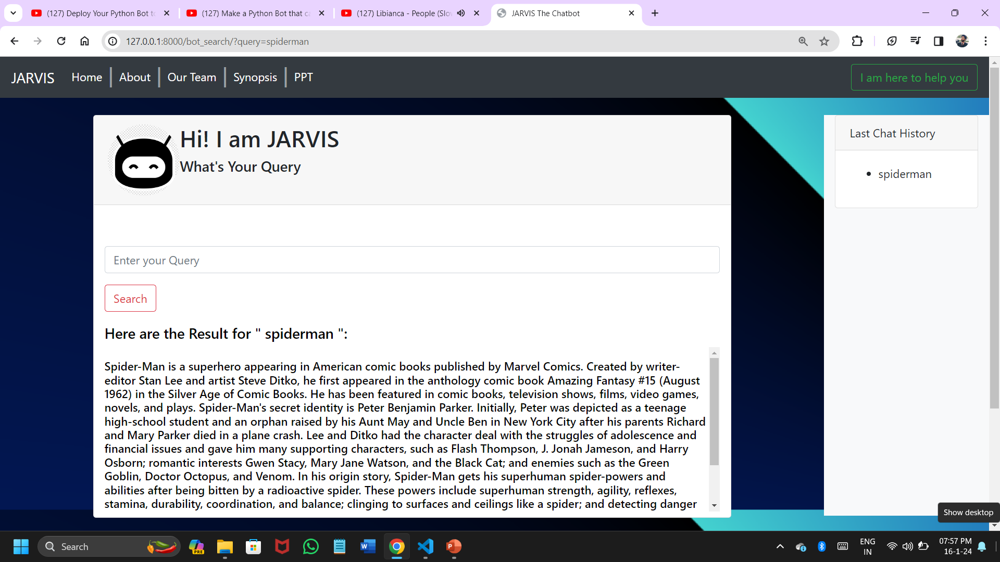 (127) Deploy Your Python Bot to
(127) Make a Python Bot that ca
(127) Libianca - People (Slo
JARVIS The Chatbot
127.0.0.1:8000/bot_search/?query=spiderman
JARVIS
Home
About
Our Team
Synopsis
PPT
I am here to help you
Hi! I am JARVIS
What's Your Query
Last Chat History
spiderman
Enter your Query
Search
Here are the Result for " spiderman ":
Spider-Man is a superhero appearing in American comic books published by Marvel Comics. Created by writer-
editor Stan Lee and artist Steve Ditko, he first appeared in the anthology comic book Amazing Fantasy #15 (August
1962) in the Silver Age of Comic Books. He has been featured in comic books, television shows, films, video games,
novels, and plays. Spider-Man's secret identity is Peter Benjamin Parker. Initially, Peter was depicted as a teenage
high-school student and an orphan raised by his Aunt May and Uncle Ben in New York City after his parents Richard
and Mary Parker died in a plane crash. Lee and Ditko had the character deal with the struggles of adolescence and
financial issues and gave him many supporting characters, such as Flash Thompson, J. Jonah Jameson, and Harry
Osborn; romantic interests Gwen Stacy, Mary Jane Watson, and the Black Cat; and enemies such as the Green
Goblin, Doctor Octopus, and Venom. In his origin story, Spider-Man gets his superhuman spider-powers and
abilities after being bitten by a radioactive spider. These powers include superhuman strength, agility, reflexes,
stamina, durability, coordination, and balance; clinging to surfaces and ceilings like a spider; and detecting danger
Show desktop
Search
PRE
W
P
ENG
IN
07:57 PM
16-1-24